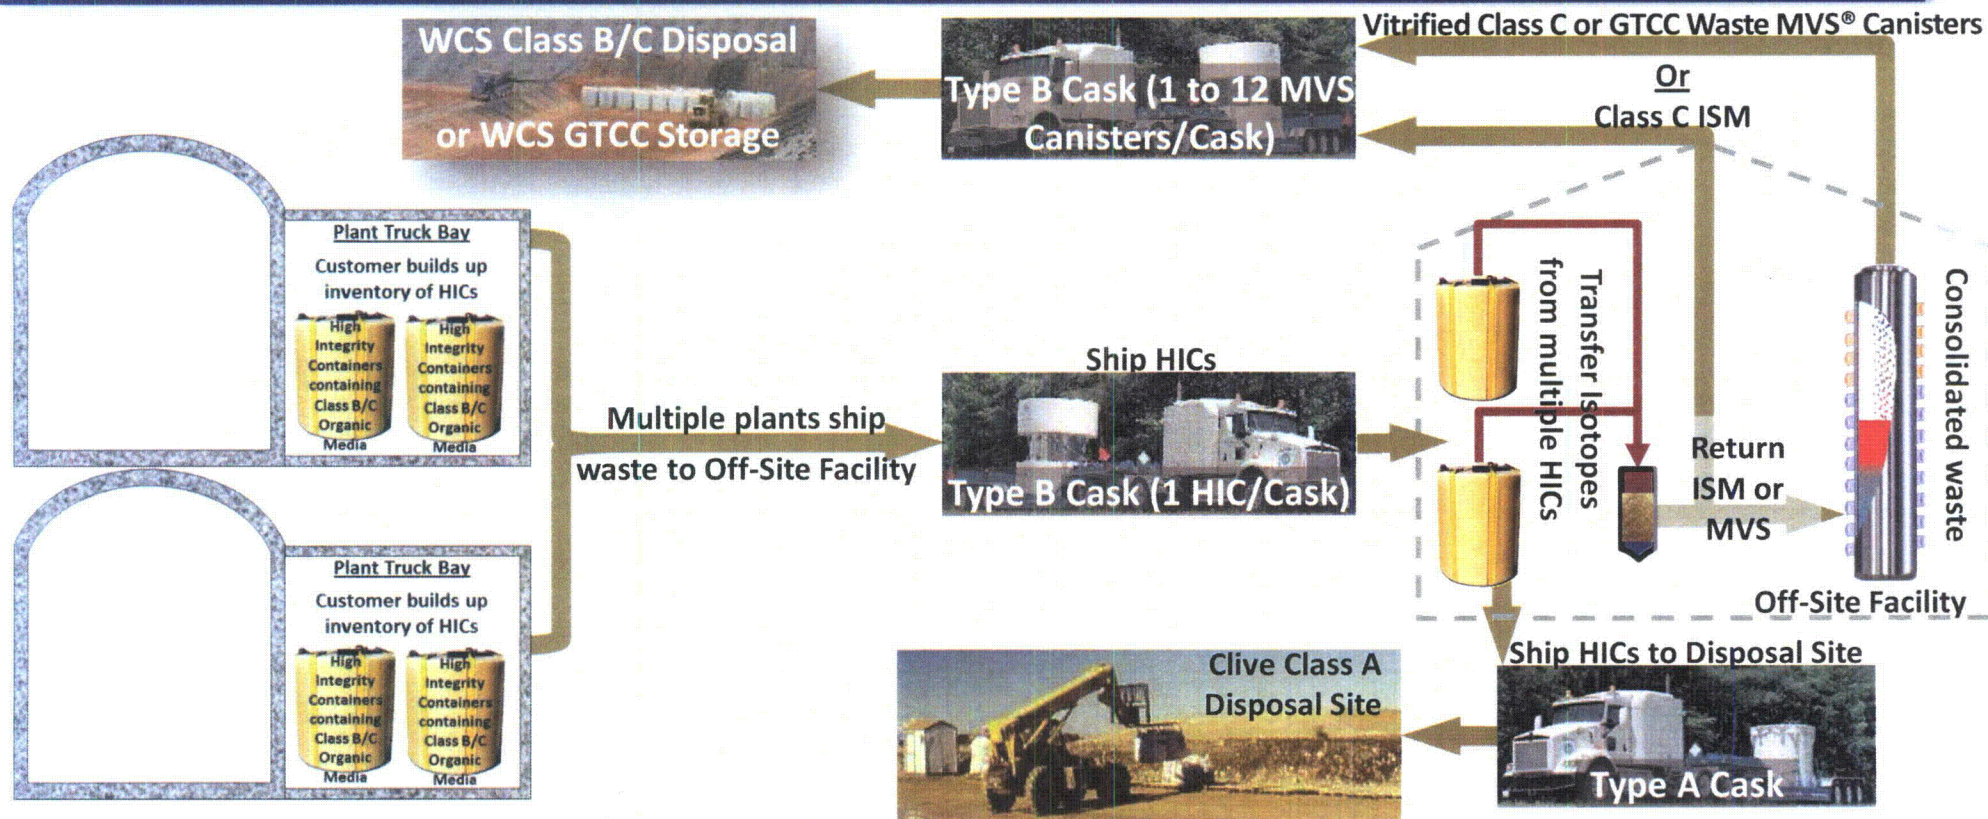 WCS Class B/C Disposal
or WCS GTCC Storage
Type B Cask (1 to 12 MVS
Canisters/Cask)
Vitrified Class C or GTCC Waste MVS® Canisters
Or
Class C ISM
Plant Truck Bay
Customer builds up
inventory of HICs
High
Integrity
Containers
containing
Class B/C
Organic
Media
High
Integrity
Containers
containing
Class B/C
Organic
Media
Plant Truck Bay
Customer builds up
inventory of HICs
High
Integrity
Containers
containing
Class B/C
Organic
Media
High
Integrity
Containers
containing
Class B/C
Organic
Media
Multiple plants ship
waste to Off-Site Facility
Ship HICs
Type B Cask (1 HIC/Cask)
Transfer Isotopes
from multiple HICs
Return
ISM or
MVS
Consolidated waste
Off-Site Facility
Ship HICs to Disposal Site
Type A Cask
Clive Class A
Disposal Site